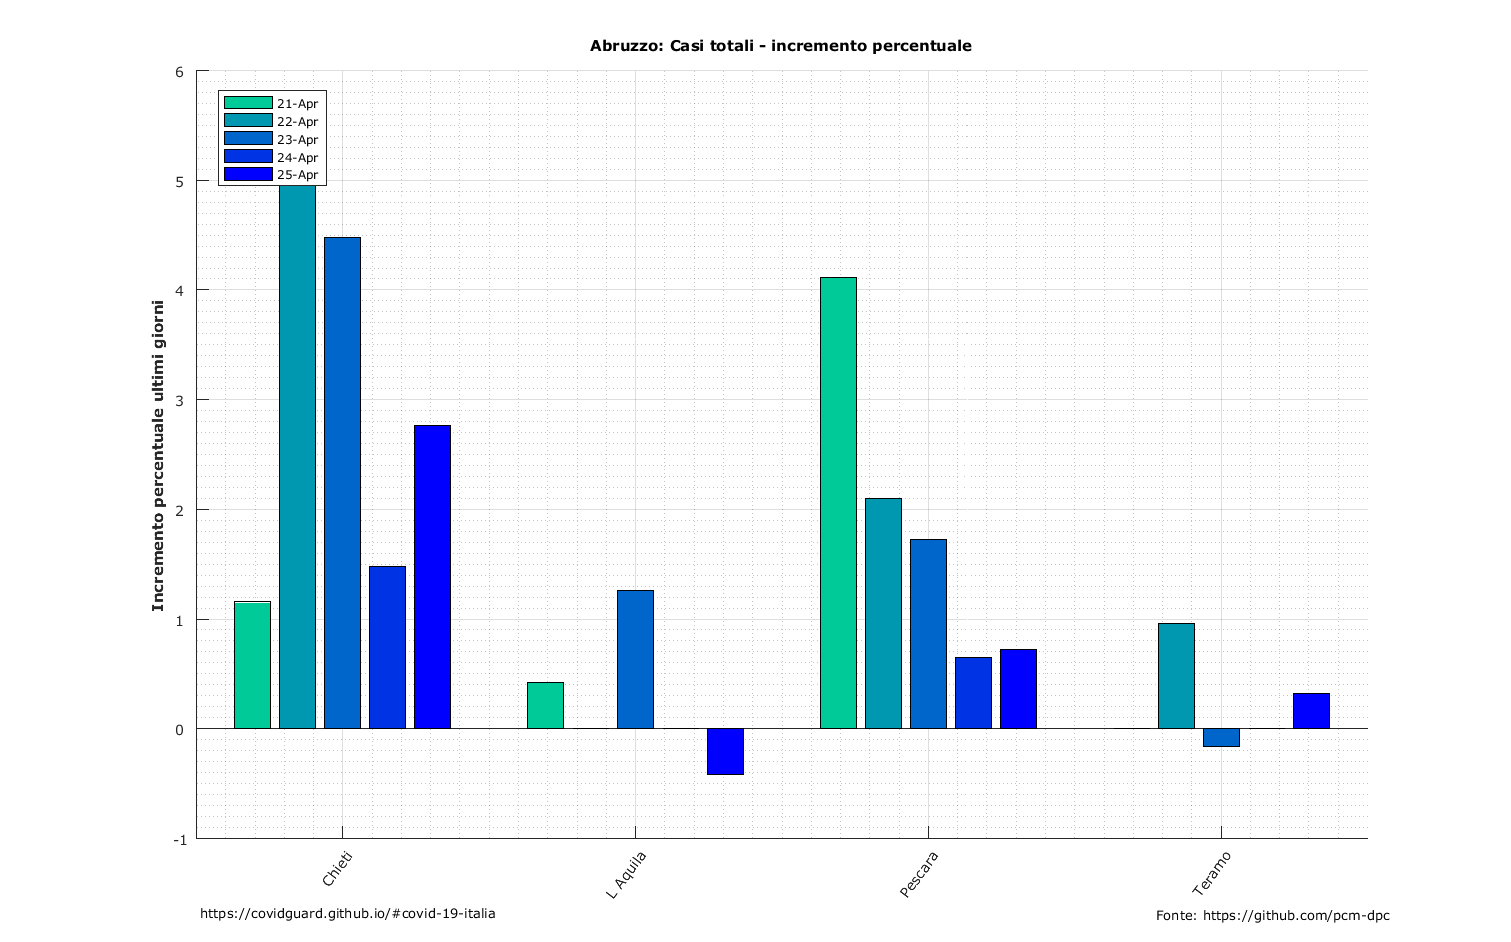 Abruzzo: Casi totali - incremento percentuale
6
5
4
3
2
1
0
-1
21-Apr
22-Apr
23-Apr
24-Apr
25-Apr
Incremento percentuale ultimi giorni
Chieti
L Aquila
Pescara
Teramo
https://covidguard.github.io/#covid-19-italia
Fonte: https://github.com/pcm-dpc